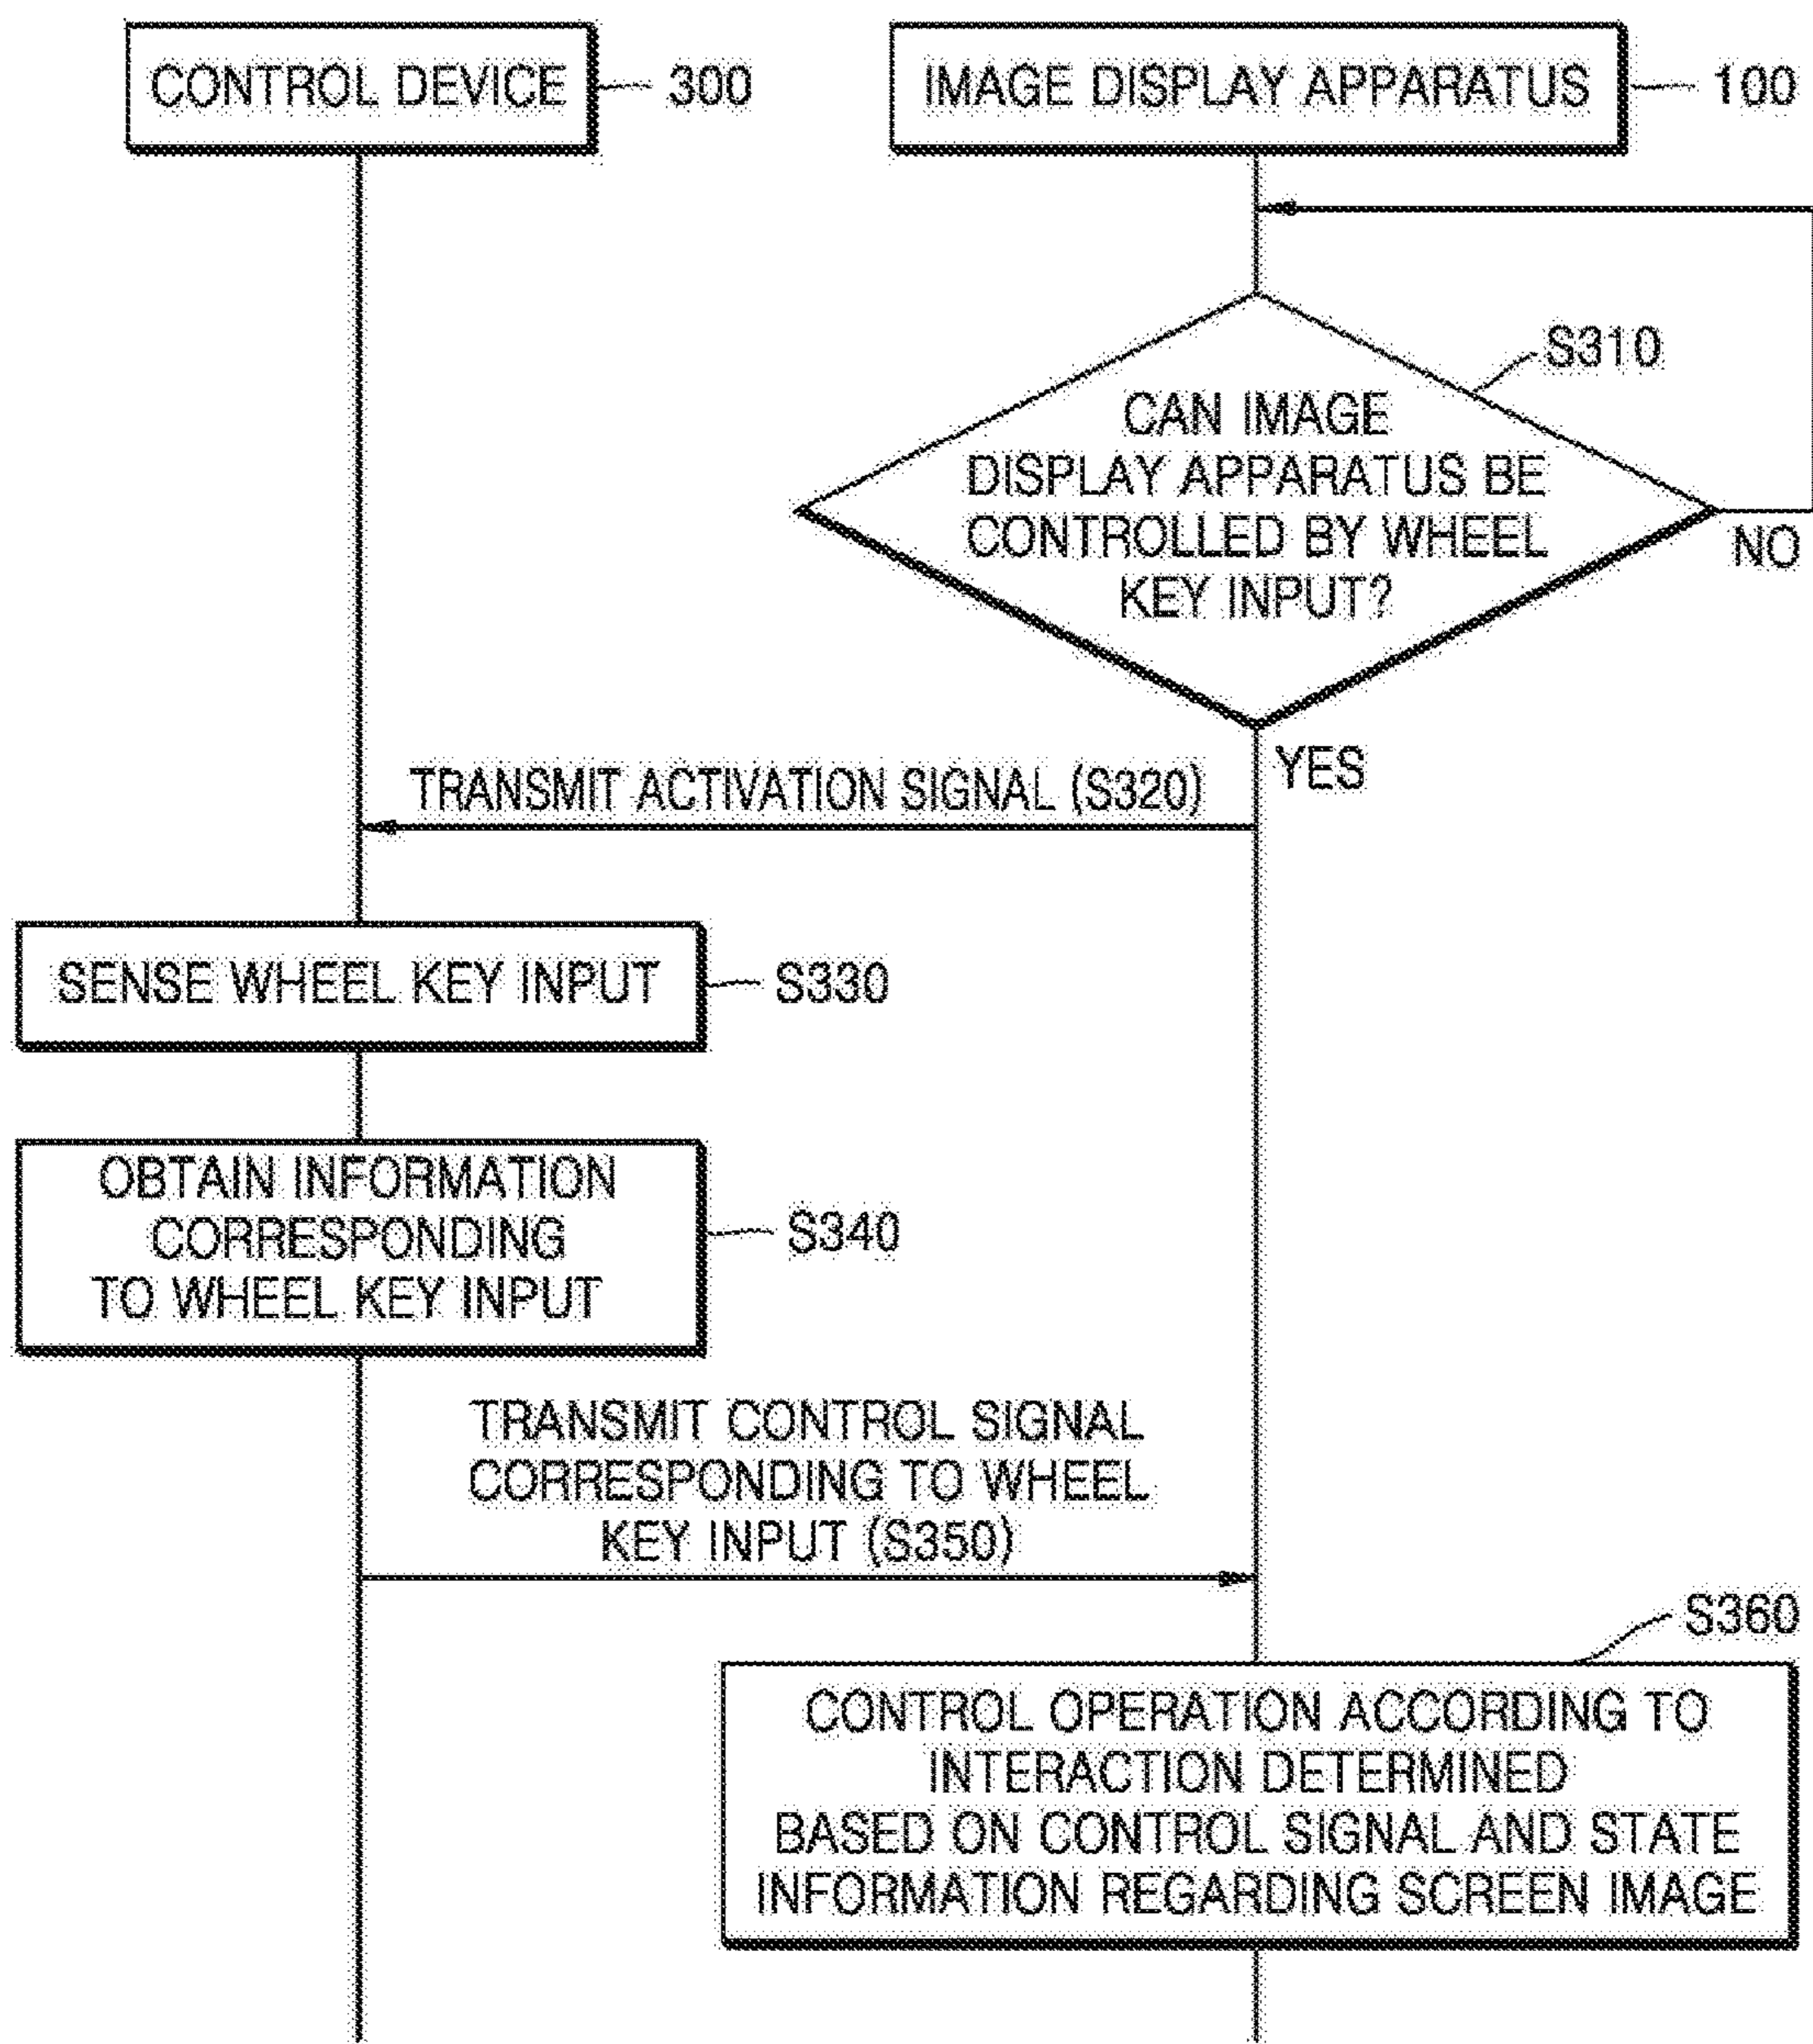 CONTROL DEVICE
300
IMAGE DISPLAY APPARATUS
100
S310
CAN IMAGE
DISPLAY APPARATUS BE
CONTROLLED BY WHEEL
KEY INPUT?
NO
YES
TRANSMIT ACTIVATION SIGNAL (S320)
SENSE WHEEL KEY INPUT
S330
OBTAIN INFORMATION
CORRESPONDING
TO WHEEL KEY INPUT
S340
TRANSMIT CONTROL SIGNAL
CORRESPONDING TO WHEEL
KEY INPUT (S350)
S360
CONTROL OPERATION ACCORDING TO
INTERACTION DETERMINED
BASED ON CONTROL SIGNAL AND STATE
INFORMATION REGARDING SCREEN IMAGE